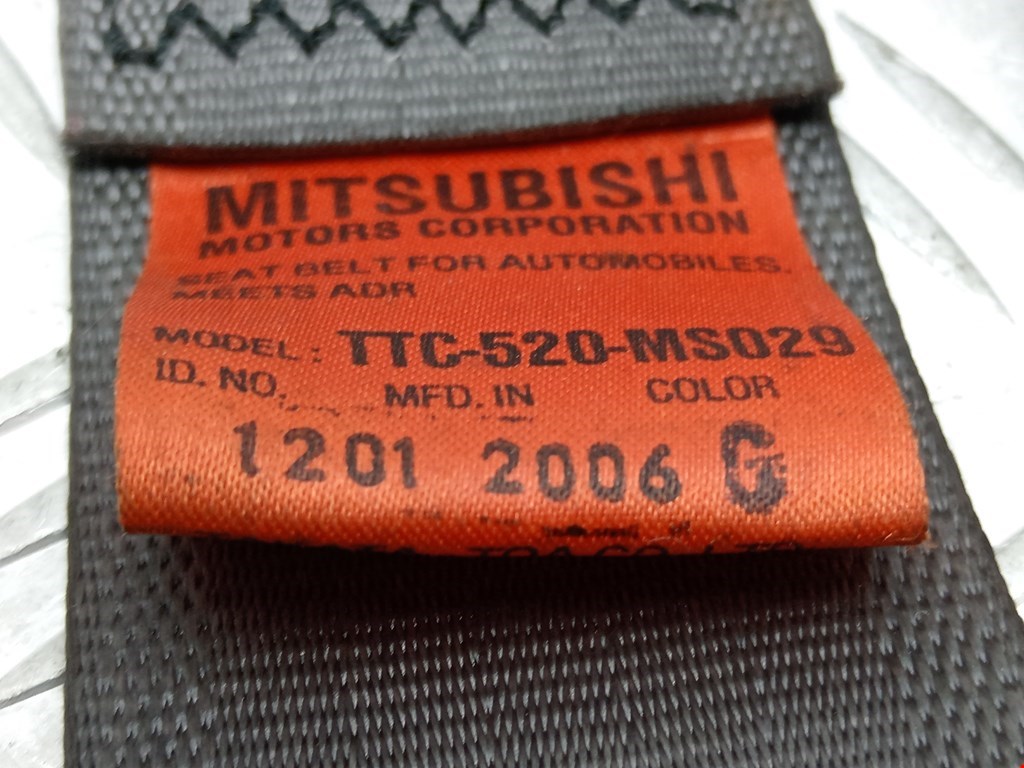 MITSUBISHI
MOTORS CORPORATION
SEAT BELT FOR AUTOMOBILES.
MEETS ADR
MODEL: TTC-520-MS029
ID. NO. MFD. IN COLOR
1201 2006 G